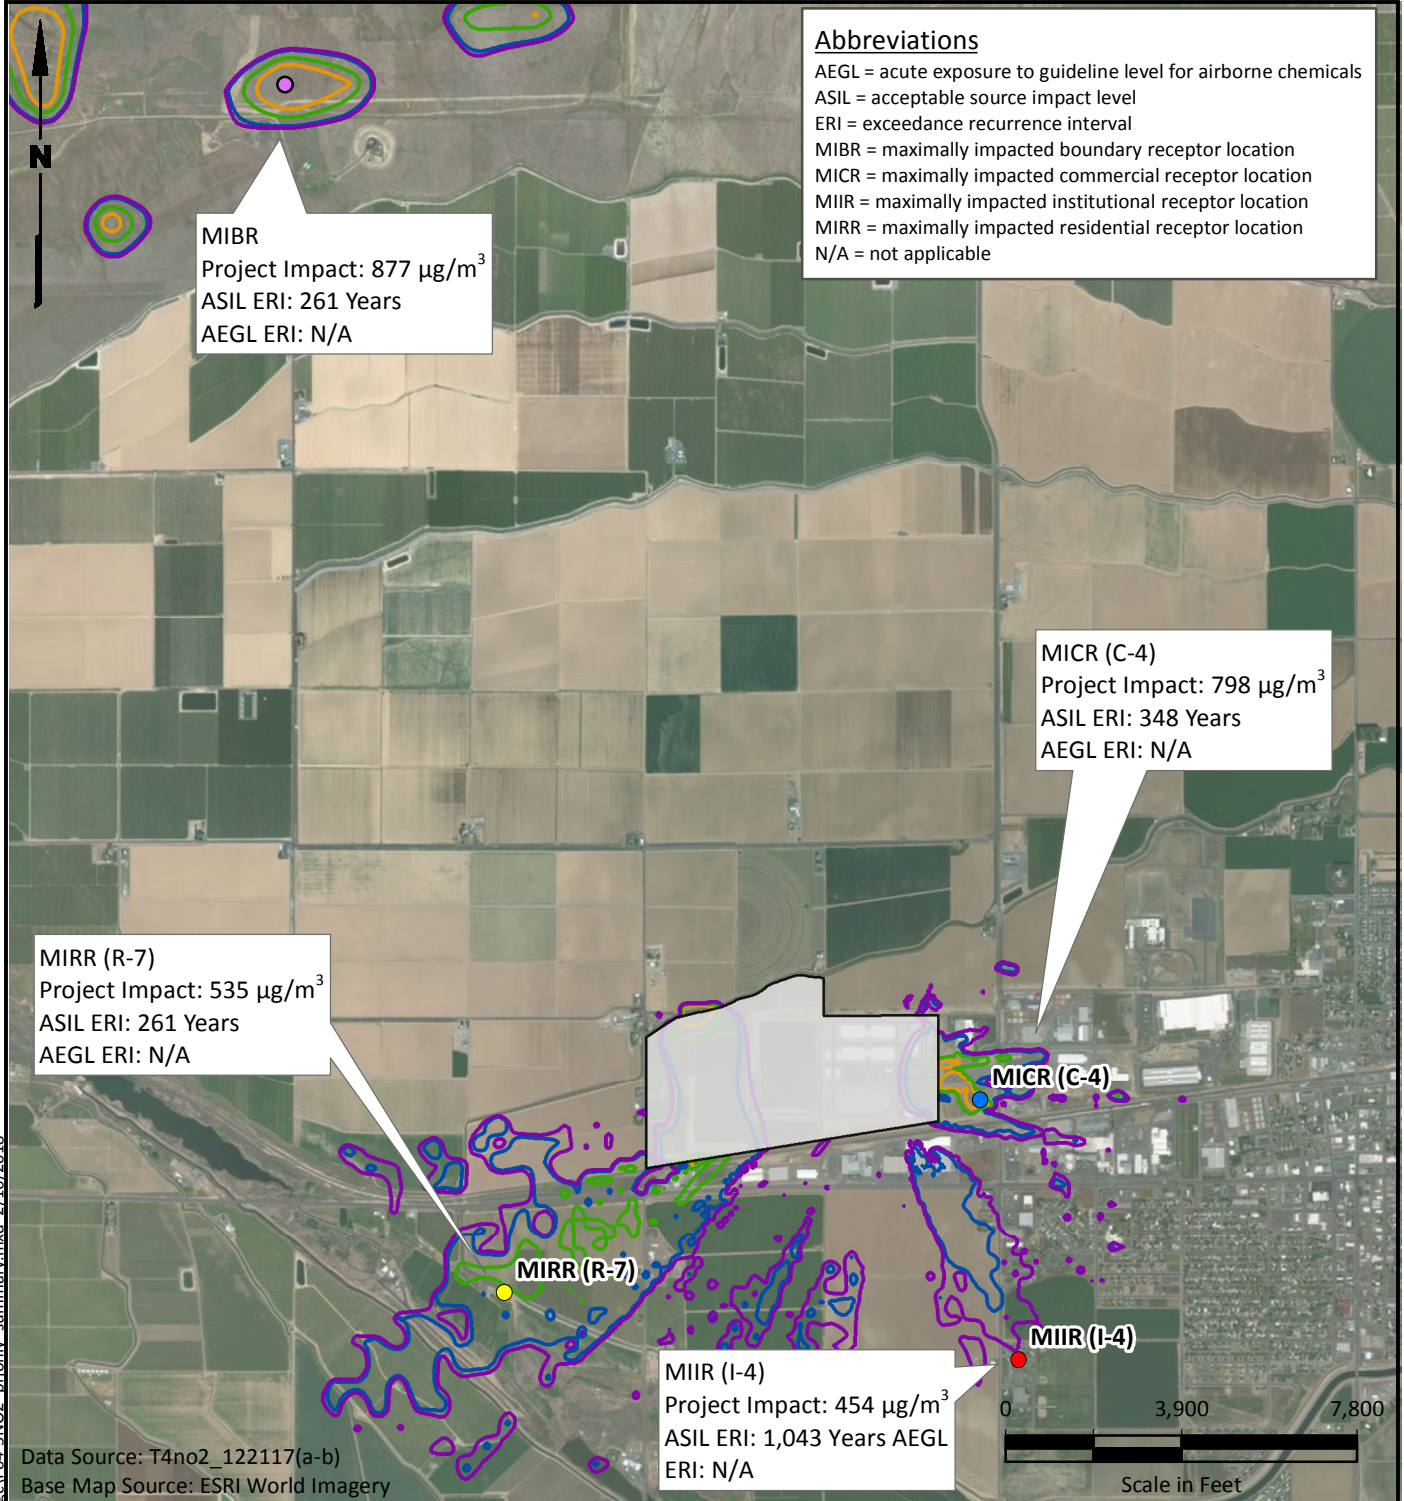 Abbreviations
AEGL = acute exposure to guideline level for airborne chemicals
ASIL = acceptable source impact level
ERI = exceedance recurrence interval
MIBR = maximally impacted boundary receptor location
MICR = maximally impacted commercial receptor location
MIIR = maximally impacted institutional receptor location
MIRR = maximally impacted residential receptor location
N/A = not applicable
N
MIBR
Project Impact: 877 µg/m³
ASIL ERI: 261 Years
AEGL ERI: N/A
MICR (C-4)
Project Impact: 798 µg/m³
ASIL ERI: 348 Years
AEGL ERI: N/A
MIRR (R-7)
Project Impact: 535 µg/m³
ASIL ERI: 261 Years
AEGL ERI: N/A
MICR (C-4)
MIRR (R-7)
MIIR (I-4)
MIIR (I-4)
Project Impact: 454 µg/m³
ASIL ERI: 1,043 Years AEGL
ERI: N/A
0 3,900 7,800
Scale in Feet
Data Source: T4no2_122117(a-b)
Base Map Source: ESRI World Imagery